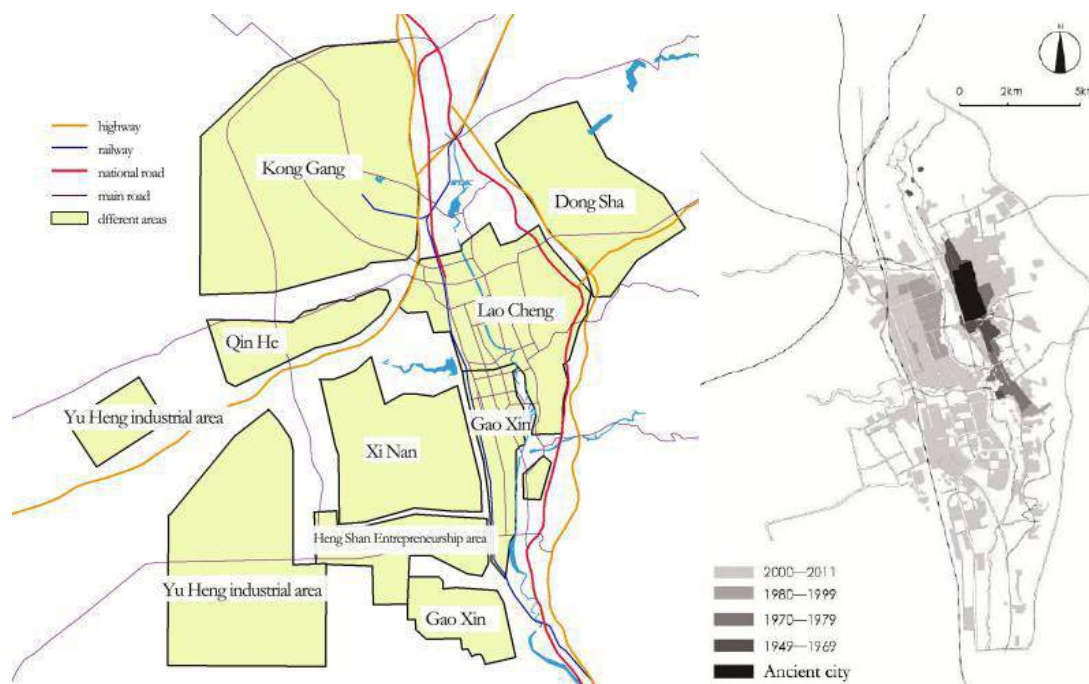 highway
railway
national road
main road
dfferent areas
Kong Gang
Dong Sha
Lao Cheng
Qin He
Yu Heng industrial area
Gao Xin
Xi Nan
Heng Shan Entrepreneurship area
Yu Heng industrial area
Gao Xin
N
0 2km 5km
2000—2011
1980—1999
1970—1979
1949—1969
Ancient city